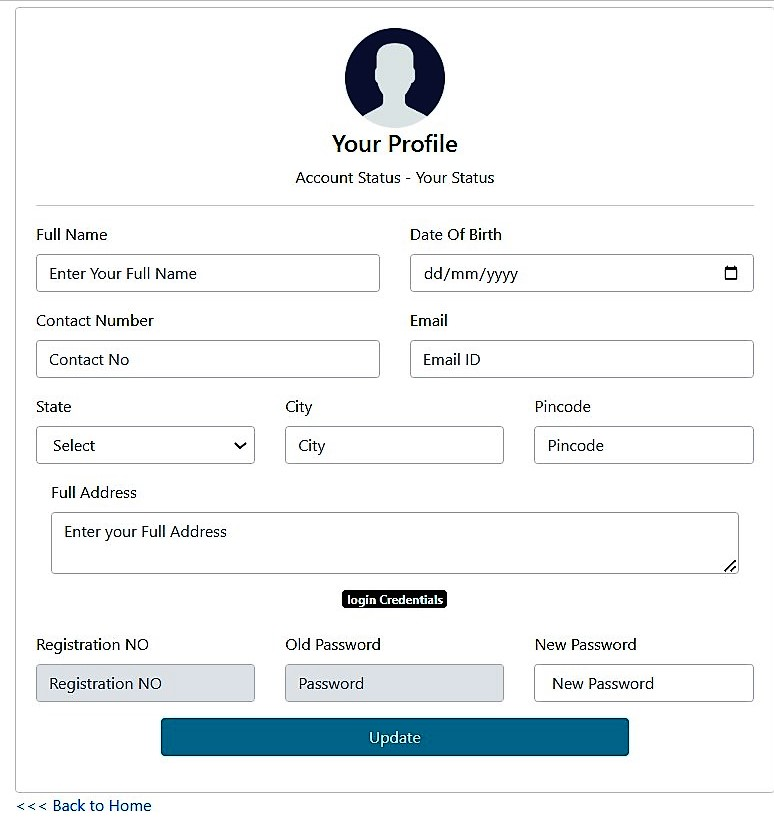 Your Profile
Account Status - Your Status
Full Name
Date Of Birth
Enter Your Full Name
dd/mm/yyyy
Contact Number
Email
Contact No
Email ID
State
City
Pincode
Select
City
Pincode
Full Address
Enter your Full Address
login Credentials
Registration NO
Old Password
New Password
Registration NO
Password
New Password
Update
<<< Back to Home